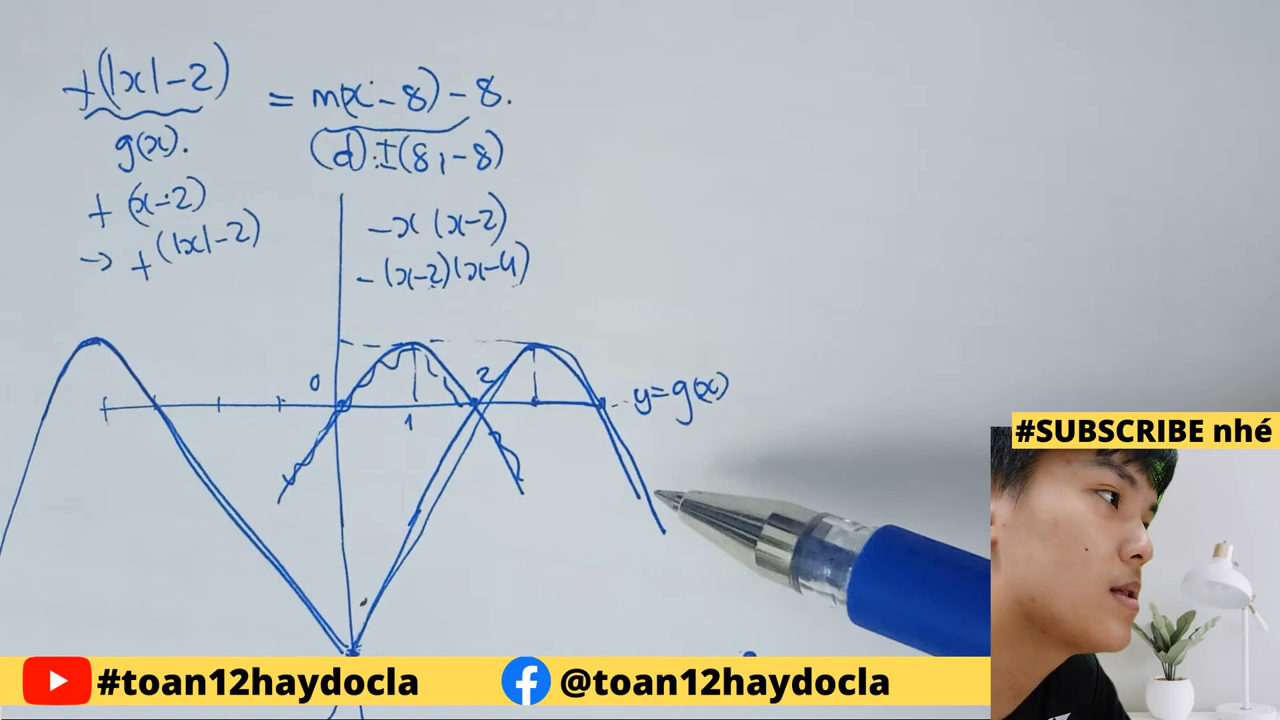 f(|x|-2) = m(x-8)-8.
g(x). (d): I(8,-8)
f (x-2)
→ f(|x|-2)
-x (x-2)
-(x-2)(x-4)
0 1 2
y=g(x)
#SUBSCRIBE nhé
#toan12haydocla
@toan12haydocla